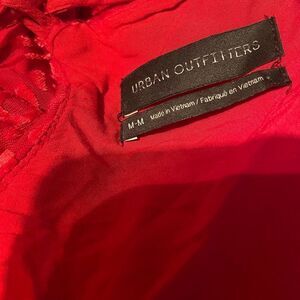 URBAN OUTFITTERS
M-M Made in Vietnam / Fabriqué en Vietnam